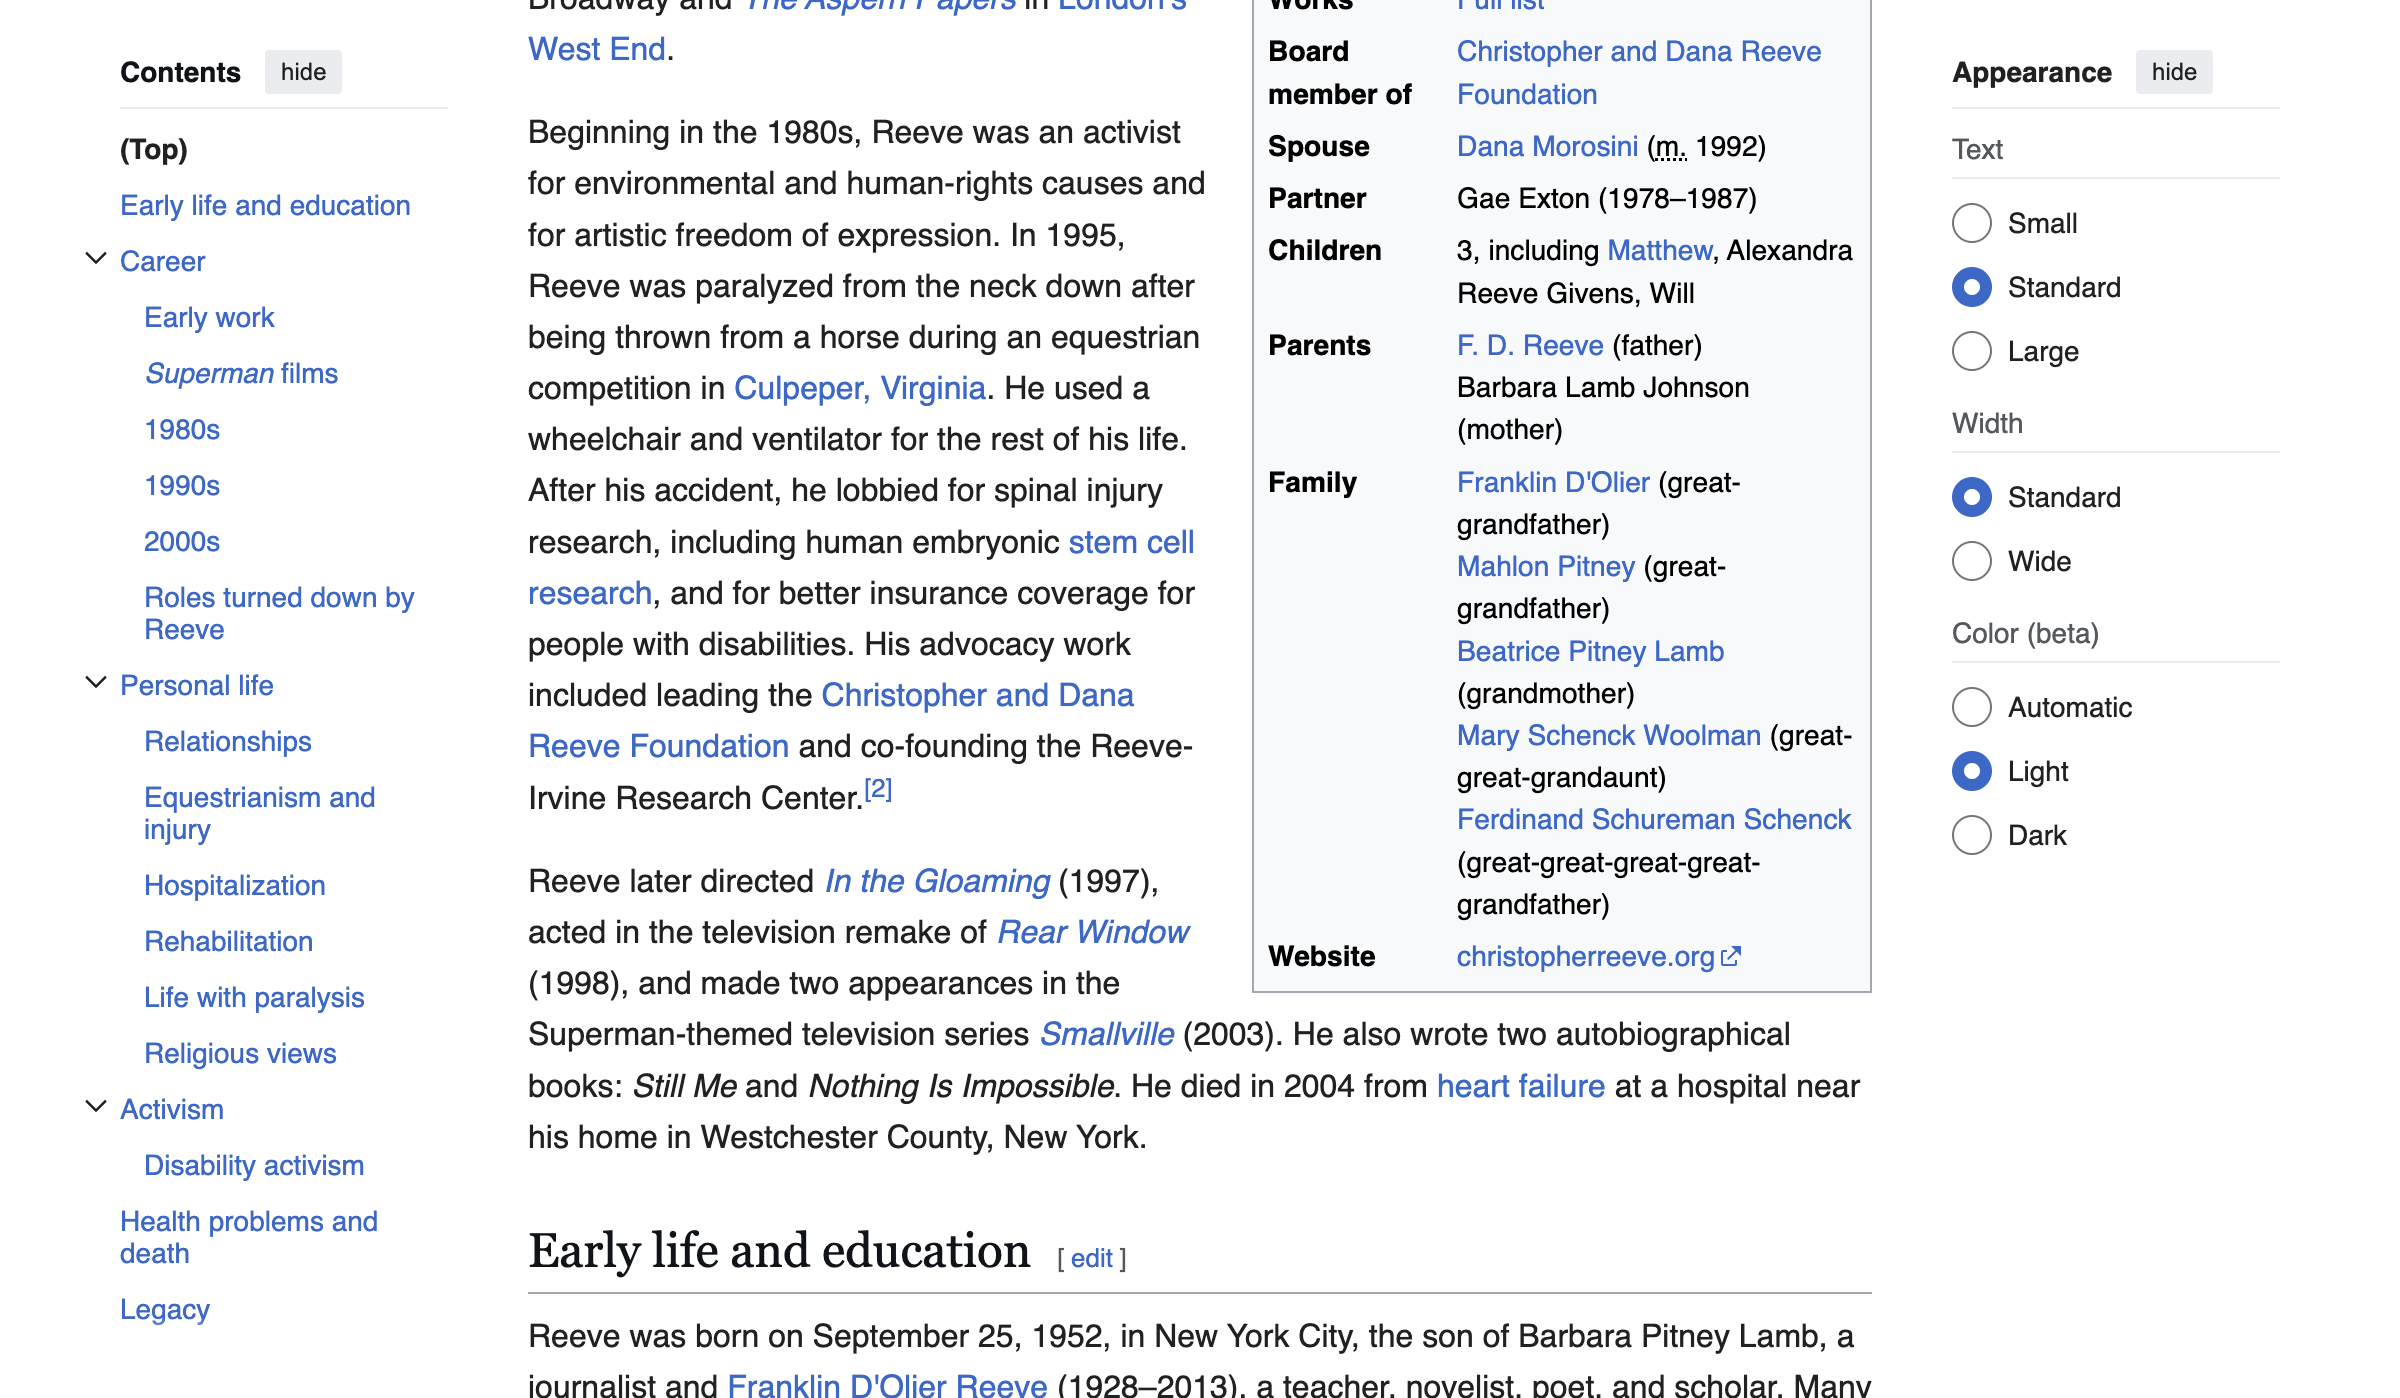 Contents hide
(Top)
Early life and education
Career
Early work
Superman films
1980s
1990s
2000s
Roles turned down by
Reeve
Personal life
Relationships
Equestrianism and
injury
Hospitalization
Rehabilitation
Life with paralysis
Religious views
Activism
Disability activism
Health problems and
death
Legacy
Broadway and The Aspern Papers in London's
West End.
Beginning in the 1980s, Reeve was an activist
for environmental and human-rights causes and
for artistic freedom of expression. In 1995,
Reeve was paralyzed from the neck down after
being thrown from a horse during an equestrian
competition in Culpeper, Virginia. He used a
wheelchair and ventilator for the rest of his life.
After his accident, he lobbied for spinal injury
research, including human embryonic stem cell
research, and for better insurance coverage for
people with disabilities. His advocacy work
included leading the Christopher and Dana
Reeve Foundation and co-founding the Reeve-
Irvine Research Center.[2]
Reeve later directed In the Gloaming (1997),
acted in the television remake of Rear Window
(1998), and made two appearances in the
Superman-themed television series Smallville (2003). He also wrote two autobiographical
books: Still Me and Nothing Is Impossible. He died in 2004 from heart failure at a hospital near
his home in Westchester County, New York.
Early life and education [ edit ]
Reeve was born on September 25, 1952, in New York City, the son of Barbara Pitney Lamb, a
journalist and Franklin D'Olier Reeve (1928–2013), a teacher, novelist, poet, and scholar. Many
Works Full list
Board Christopher and Dana Reeve
member of Foundation
Spouse Dana Morosini (m. 1992)
Partner Gae Exton (1978–1987)
Children 3, including Matthew, Alexandra
Reeve Givens, Will
Parents F. D. Reeve (father)
Barbara Lamb Johnson
(mother)
Family Franklin D'Olier (great-
grandfather)
Mahlon Pitney (great-
grandfather)
Beatrice Pitney Lamb
(grandmother)
Mary Schenck Woolman (great-
great-grandaunt)
Ferdinand Schureman Schenck
(great-great-great-great-
grandfather)
Website christopherreeve.org
Appearance hide
Text
Small
Standard
Large
Width
Standard
Wide
Color (beta)
Automatic
Light
Dark